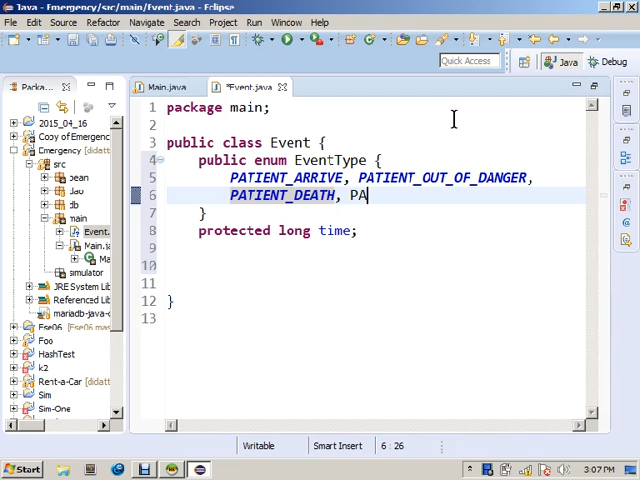 Java - Emergency/src/main/Event.java - Eclipse
File Edit Source Refactor Navigate Search Project Run Window Help
Quick Access
Java
Debug
Packa...
Main.java
*Event.java
2015_04_16
Copy of Emergenc
Emergency
src
bean
dao
db
main
Event.
Main.j
Ma
simulator
JRE System Lib
Referenced Lib
mariadb-java-c
Ese06
Foo
HashTest
k2
Rent-a-Car [didatt
Sim
Sim-One
1 package main;
2
3 public class Event {
4 public enum EventType {
5 PATIENT_ARRIVE, PATIENT_OUT_OF_DANGER,
6 PATIENT_DEATH, PA
7 }
8 protected long time;
9
10
11
12 }
13
Writable
Smart Insert
6 : 26
Start
3:07 PM